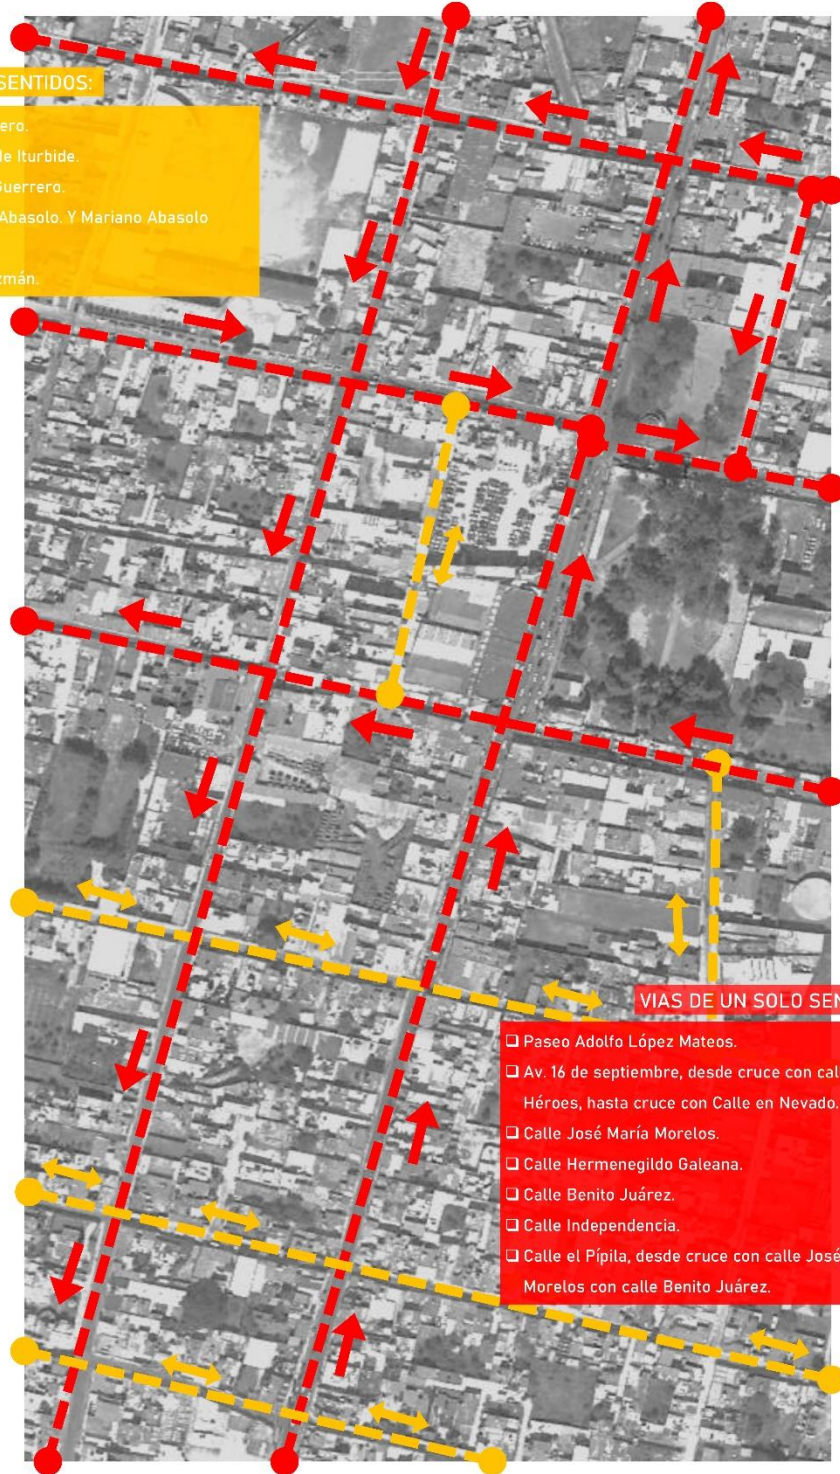 SENTIDOS:
ero.
de Iturbide.
Guerrero.
Abasolo. Y Mariano Abasolo
zmán.
VIAS DE UN SOLO SEN
❑ Paseo Adolfo López Mateos.
❑ Av. 16 de septiembre, desde cruce con cal
Héroes, hasta cruce con Calle en Nevado.
❑ Calle José María Morelos.
❑ Calle Hermenegildo Galeana.
❑ Calle Benito Juárez.
❑ Calle Independencia.
❑ Calle el Pípila, desde cruce con calle José
Morelos con calle Benito Juárez.